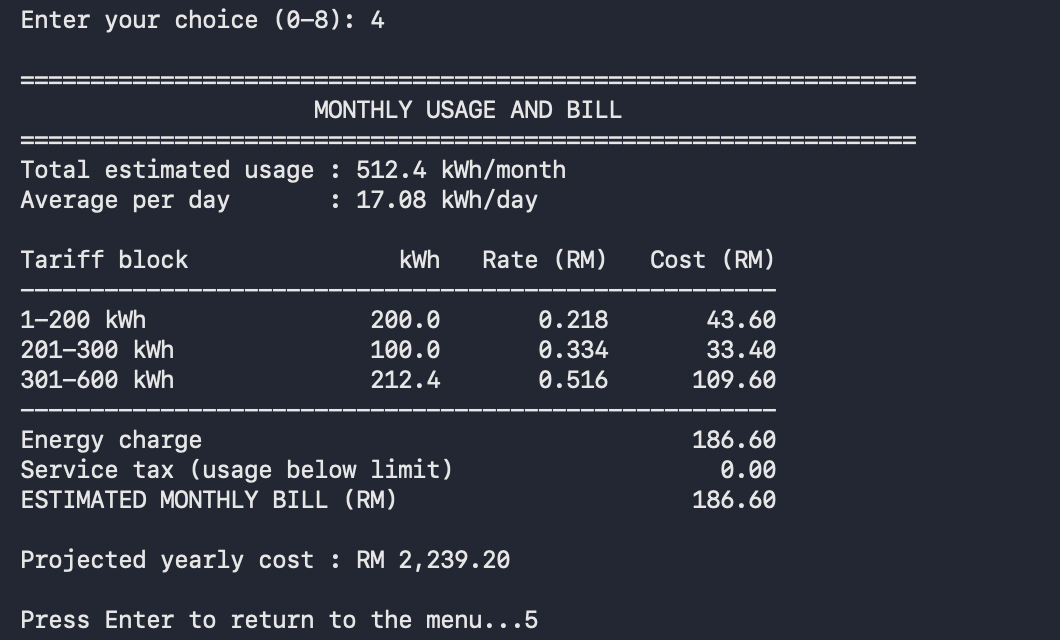 Enter your choice (0-8): 4
================================================================
MONTHLY USAGE AND BILL
================================================================
Total estimated usage : 512.4 kWh/month
Average per day       : 17.08 kWh/day
Tariff block               kWh   Rate (RM)   Cost (RM)
------------------------------------------------------
1-200 kWh                200.0       0.218       43.60
201-300 kWh              100.0       0.334       33.40
301-600 kWh              212.4       0.516      109.60
------------------------------------------------------
Energy charge                                   186.60
Service tax (usage below limit)                   0.00
ESTIMATED MONTHLY BILL (RM)                     186.60
Projected yearly cost : RM 2,239.20
Press Enter to return to the menu...5